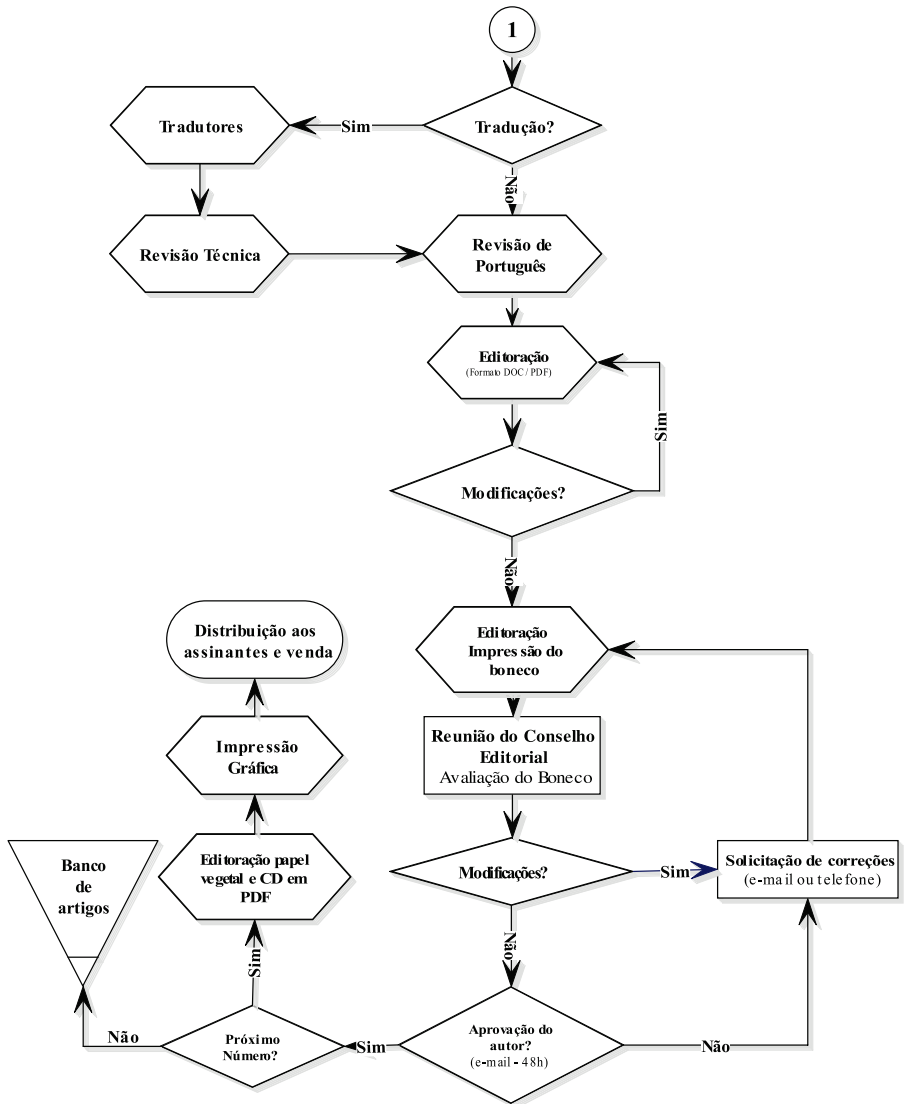 1
Tradução?
Sim
Tradutores
Não
Revisão Técnica
Revisão de
Português
Editoração
(Formato DOC / PDF)
Sim
Modificações?
Não
Editoração
Impressão do
boneco
Distribuição aos
assinantes e venda
Reunião do Conselho
Editorial
Avaliação do Boneco
Impressão
Gráfica
Modificações?
Sim
Solicitação de correções
(e-mail ou telefone)
Editoração papel
vegetal e CD em
PDF
Banco
de
artigos
Não
Sim
Aprovação do
autor?
(e-mail - 48h)
Não
Sim
Próximo
Número?
Não